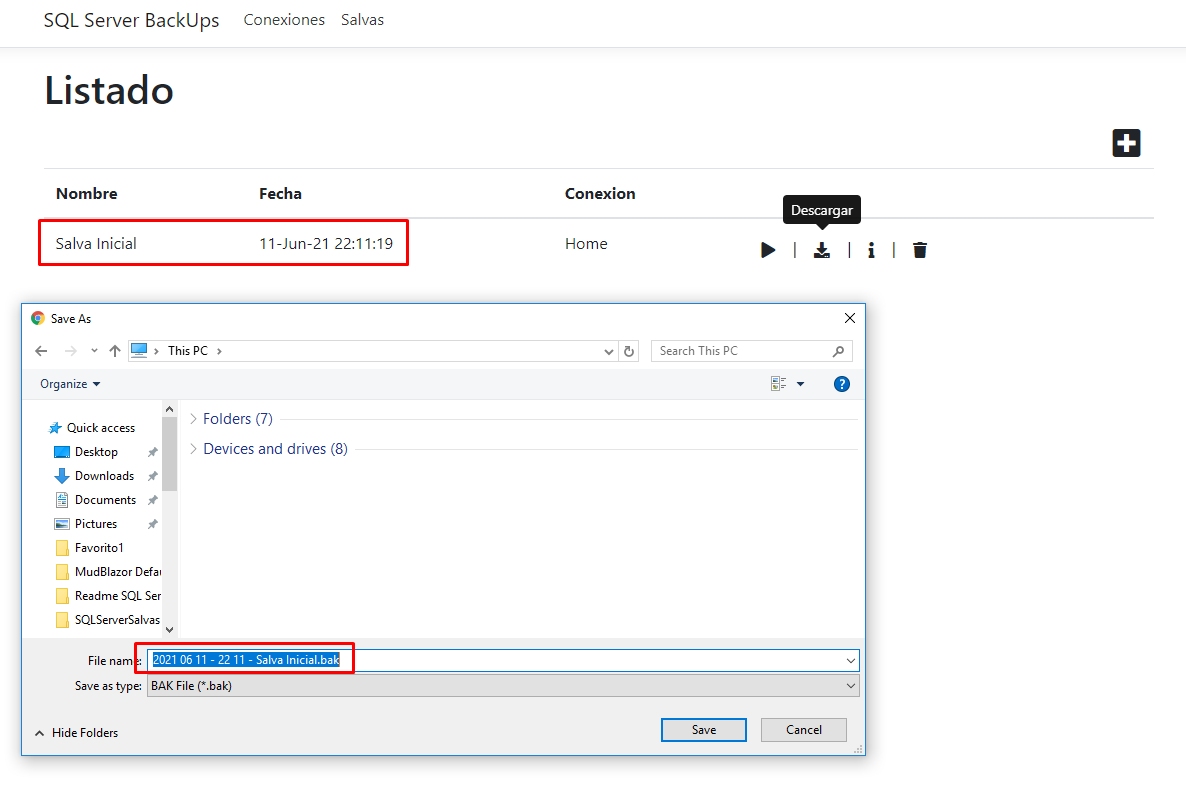 SQL Server BackUps Conexiones Salvas
Listado
Nombre Fecha Conexion
Descargar
Salva Inicial 11-Jun-21 22:11:19 Home
Save As
This PC
Search This PC
Organize
Quick access
Desktop
Downloads
Documents
Pictures
Favorito1
MudBlazor Defau
Readme SQL Ser
SQLServerSalvas
Folders (7)
Devices and drives (8)
File name: 2021 06 11 - 22 11 - Salva Inicial.bak
Save as type: BAK File (*.bak)
Hide Folders
Save Cancel